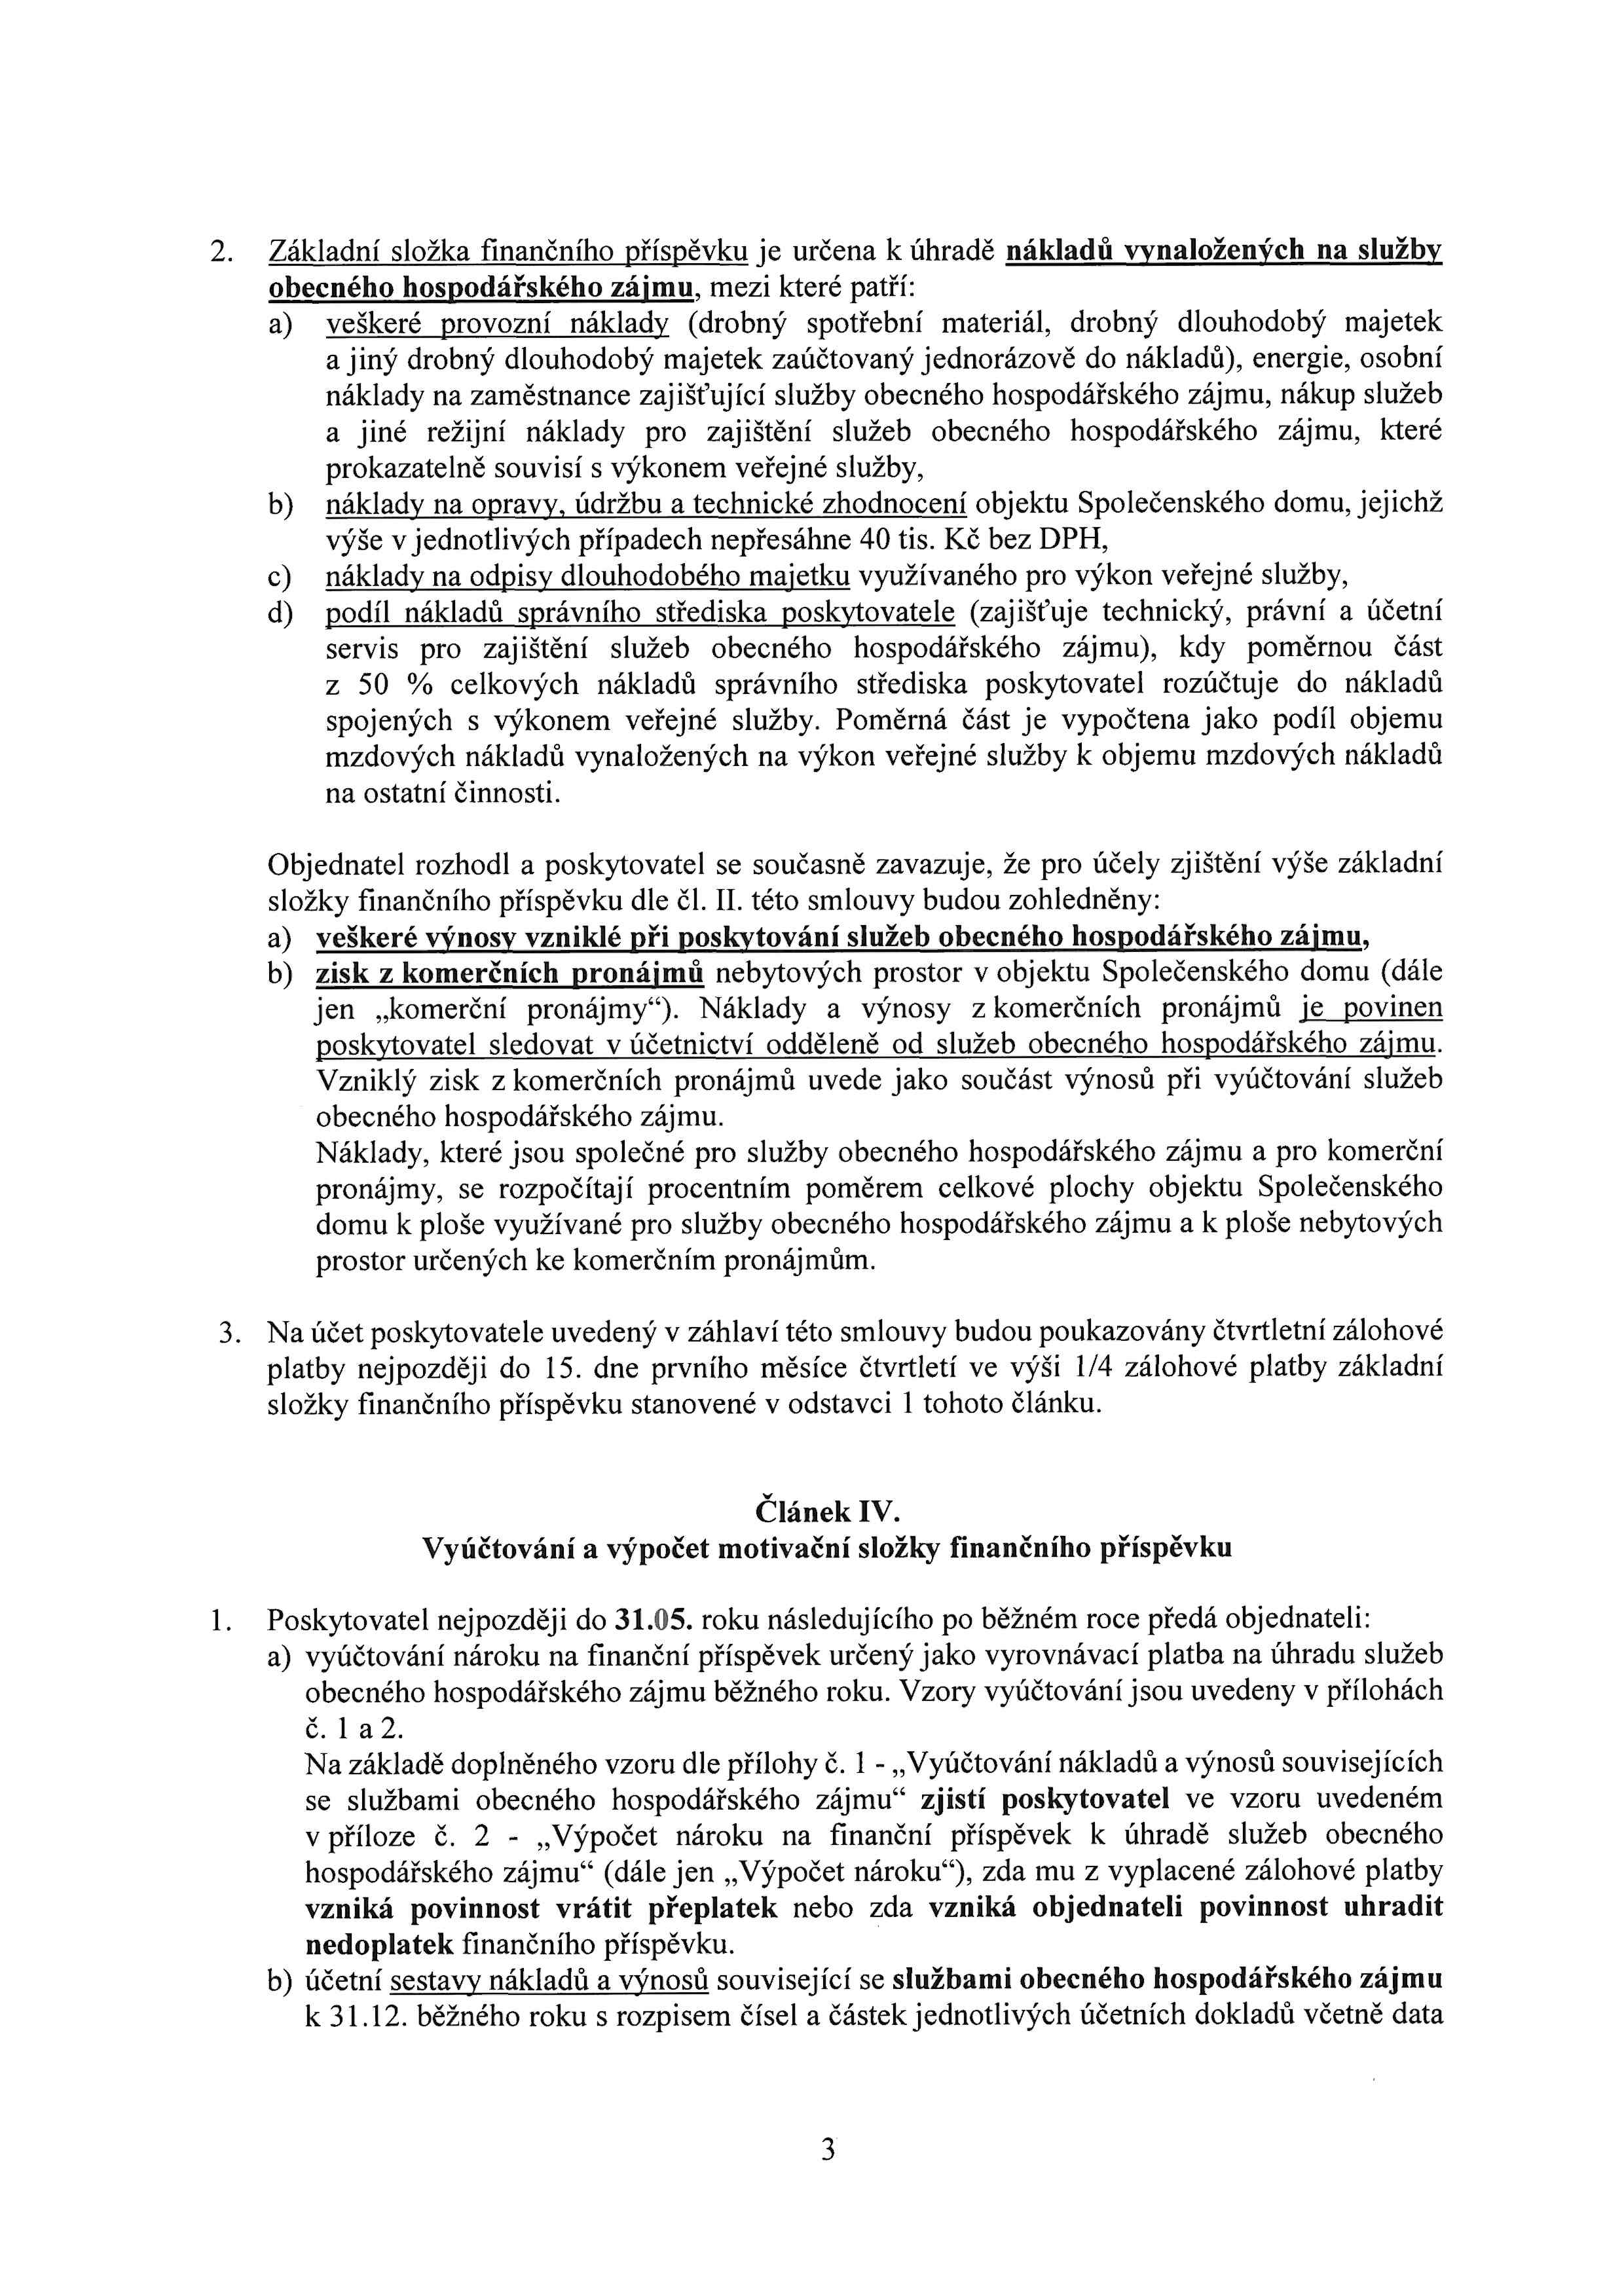 2. Základní složka finančního příspěvku je určena k úhradě nákladů vynaložených na služby
obecného hospodářského zájmu, mezi které patří:
a) veškeré provozní náklady (drobný spotřební materiál, drobný dlouhodobý majetek
a jiný drobný dlouhodobý majetek zaúčtovaný jednorázově do nákladů), energie, osobní
náklady na zaměstnance zajišťující služby obecného hospodářského zájmu, nákup služeb
a jiné režijní náklady pro zajištění služeb obecného hospodářského zájmu, které
prokazatelně souvisí s výkonem veřejné služby,
b) náklady na opravy, údržbu a technické zhodnocení objektu Společenského domu, jejichž
výše v jednotlivých případech nepřesáhne 40 tis. Kč bez DPH,
c) náklady na odpisy dlouhodobého majetku využívaného pro výkon veřejné služby,
d) podíl nákladů správního střediska poskytovatele (zajišťuje technický, právní a účetní
servis pro zajištění služeb obecného hospodářského zájmu), kdy poměrnou část
z 50 % celkových nákladů správního střediska poskytovatel rozúčtuje do nákladů
spojených s výkonem veřejné služby. Poměrná část je vypočtena jako podíl objemu
mzdových nákladů vynaložených na výkon veřejné služby k objemu mzdových nákladů
na ostatní činnosti.
Objednatel rozhodl a poskytovatel se současně zavazuje, že pro účely zjištění výše základní
složky finančního příspěvku dle čl. II. této smlouvy budou zohledněny:
a) veškeré výnosy vzniklé při poskytování služeb obecného hospodářského zájmu,
b) zisk z komerčních pronájmů nebytových prostor v objektu Společenského domu (dále
jen „komerční pronájmy“). Náklady a výnosy z komerčních pronájmů je povinen
poskytovatel sledovat v účetnictví odděleně od služeb obecného hospodářského zájmu.
Vzniklý zisk z komerčních pronájmů uvede jako součást výnosů při vyúčtování služeb
obecného hospodářského zájmu.
Náklady, které jsou společné pro služby obecného hospodářského zájmu a pro komerční
pronájmy, se rozpočítají procentním poměrem celkové plochy objektu Společenského
domu k ploše využívané pro služby obecného hospodářského zájmu a k ploše nebytových
prostor určených ke komerčním pronájmům.
3. Na účet poskytovatele uvedený v záhlaví této smlouvy budou poukazovány čtvrtletní zálohové
platby nejpozději do 15. dne prvního měsíce čtvrtletí ve výši 1/4 zálohové platby základní
složky finančního příspěvku stanovené v odstavci 1 tohoto článku.
Článek IV.
Vyúčtování a výpočet motivační složky finančního příspěvku
1. Poskytovatel nejpozději do 31.05. roku následujícího po běžném roce předá objednateli:
a) vyúčtování nároku na finanční příspěvek určený jako vyrovnávací platba na úhradu služeb
obecného hospodářského zájmu běžného roku. Vzory vyúčtování jsou uvedeny v přílohách
č. 1 a 2.
Na základě doplněného vzoru dle přílohy č. 1 - „Vyúčtování nákladů a výnosů souvisejících
se službami obecného hospodářského zájmu“ zjistí poskytovatel ve vzoru uvedeném
v příloze č. 2 - „Výpočet nároku na finanční příspěvek k úhradě služeb obecného
hospodářského zájmu“ (dále jen „Výpočet nároku“), zda mu z vyplacené zálohové platby
vzniká povinnost vrátit přeplatek nebo zda vzniká objednateli povinnost uhradit
nedoplatek finančního příspěvku.
b) účetní sestavy nákladů a výnosů související se službami obecného hospodářského zájmu
k 31.12. běžného roku s rozpisem čísel a částek jednotlivých účetních dokladů včetně data
3